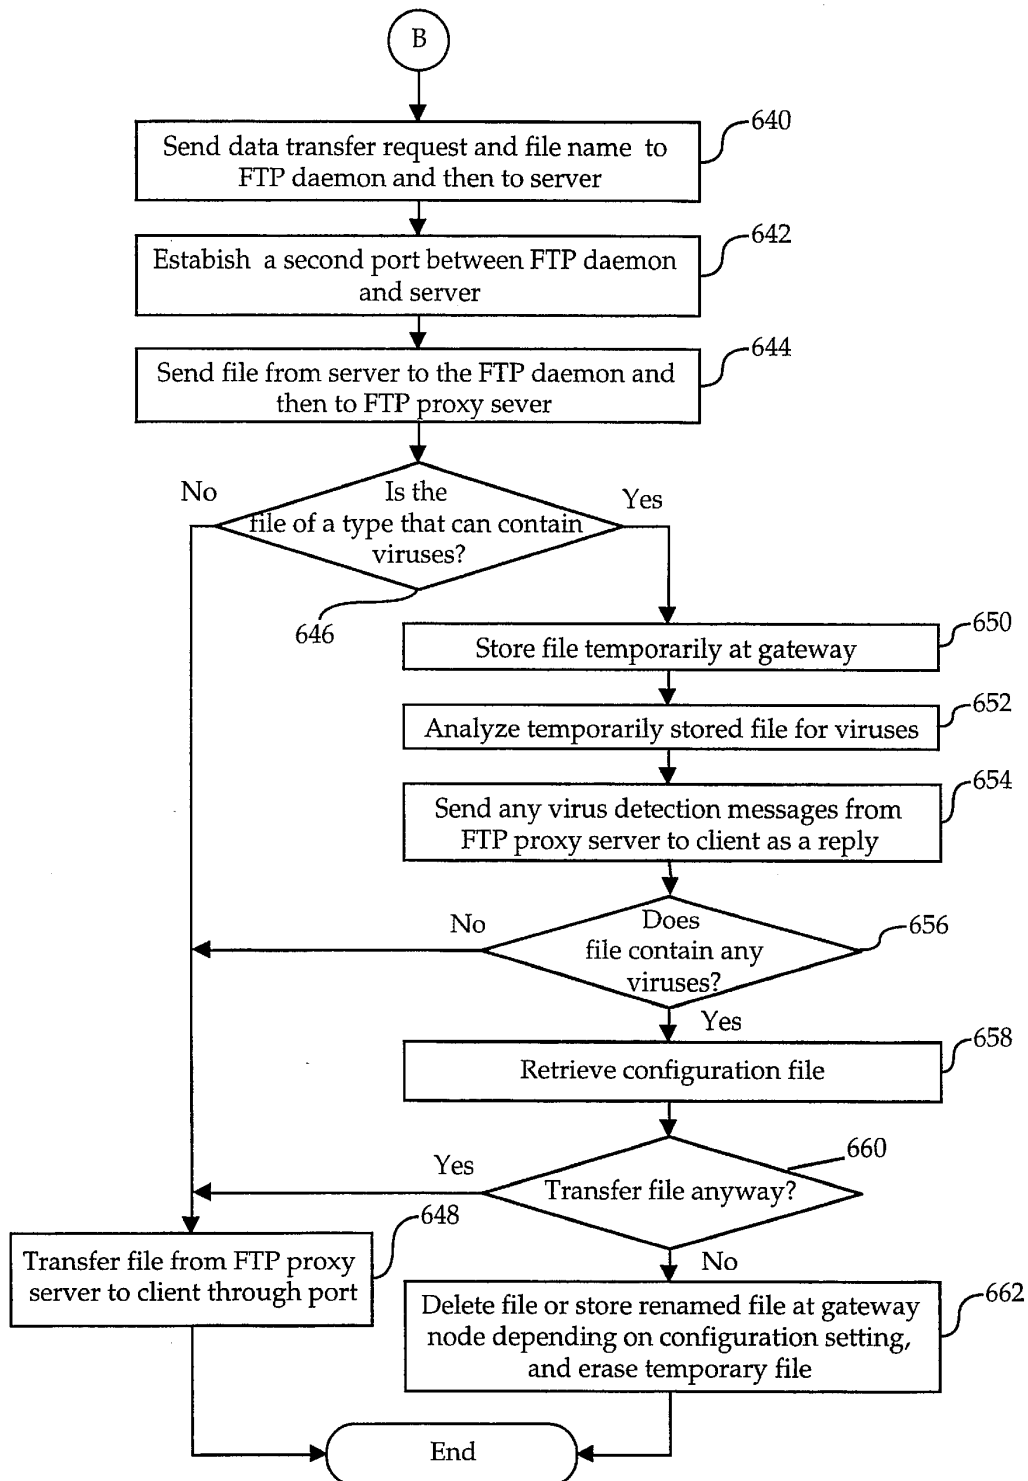 B
640
Send data transfer request and file name to
FTP daemon and then to server
642
Estabish a second port between FTP daemon
and server
644
Send file from server to the FTP daemon and
then to FTP proxy sever
No
Is the
file of a type that can contain
viruses?
Yes
646
650
Store file temporarily at gateway
652
Analyze temporarily stored file for viruses
654
Send any virus detection messages from
FTP proxy server to client as a reply
No
Does
file contain any
viruses?
656
Yes
658
Retrieve configuration file
660
Yes
Transfer file anyway?
648
No
Transfer file from FTP proxy
server to client through port
662
Delete file or store renamed file at gateway
node depending on configuration setting,
and erase temporary file
End